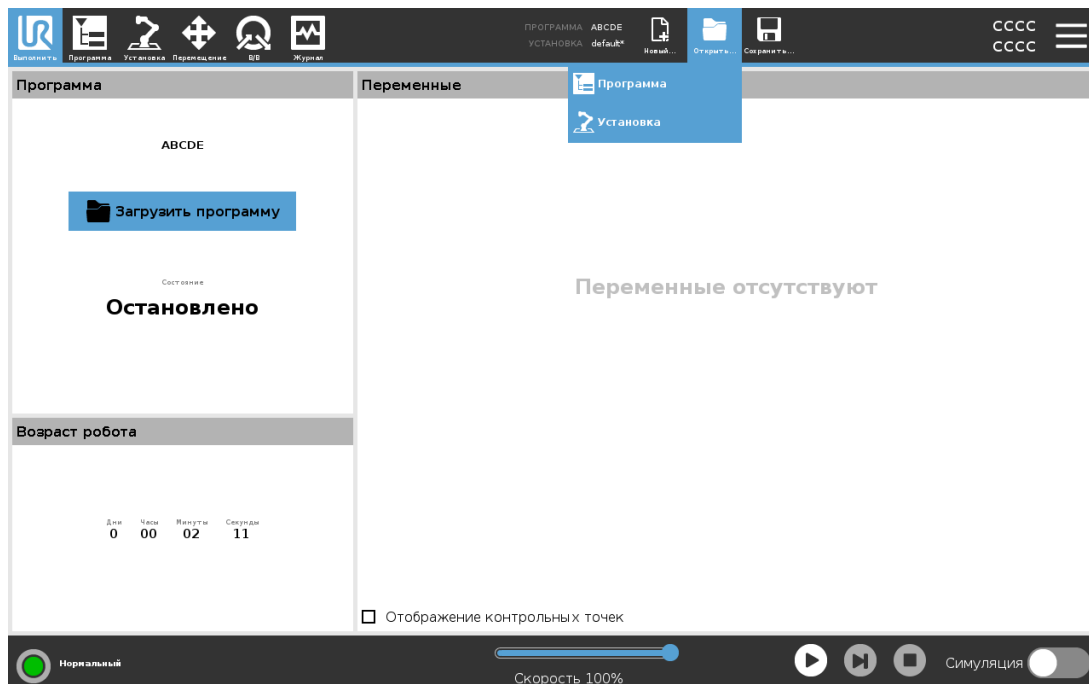 ПРОГРАММА ABCDE
УСТАНОВКА default*
CCCC
CCCC
Выполнить Программа Установка Перемещение В/В Журнал
Новый... Открыть... Сохранить...
Программа
Установка
Программа
Переменные
ABCDE
Загрузить программу
Состояние
Остановлено
Переменные отсутствуют
Возраст робота
Дни Часы Минуты Секунды
0 00 02 11
Отображение контрольных точек
Нормальный
Скорость 100%
Симуляция